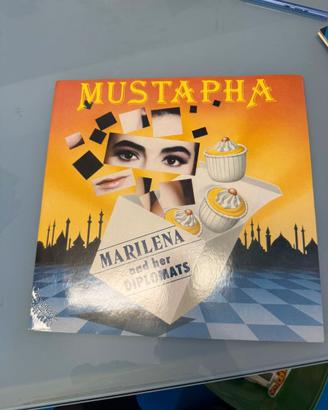 MUSTAPHA
MARILENA
and her
DIPLOMATS